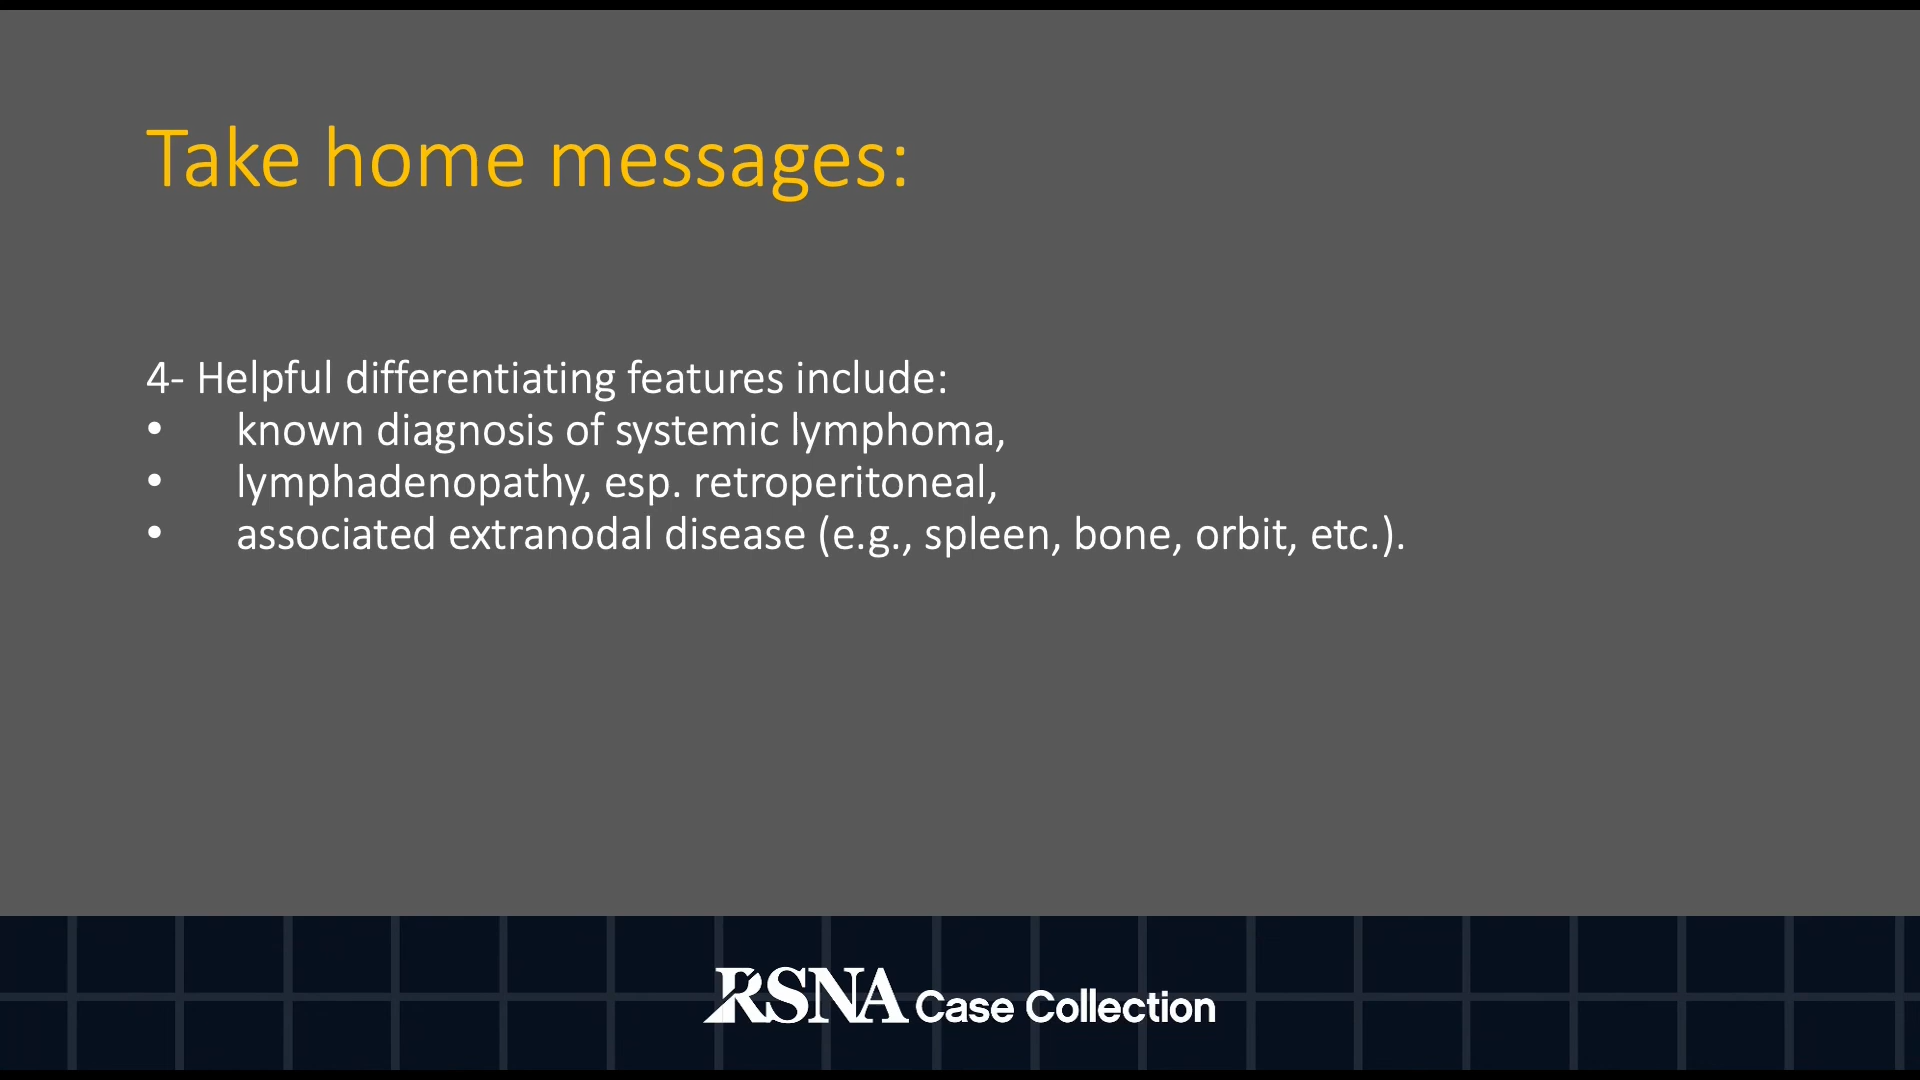 Take home messages:
4- Helpful differentiating features include:
• known diagnosis of systemic lymphoma,
• lymphadenopathy, esp. retroperitoneal,
• associated extranodal disease (e.g., spleen, bone, orbit, etc.).
RSNA Case Collection